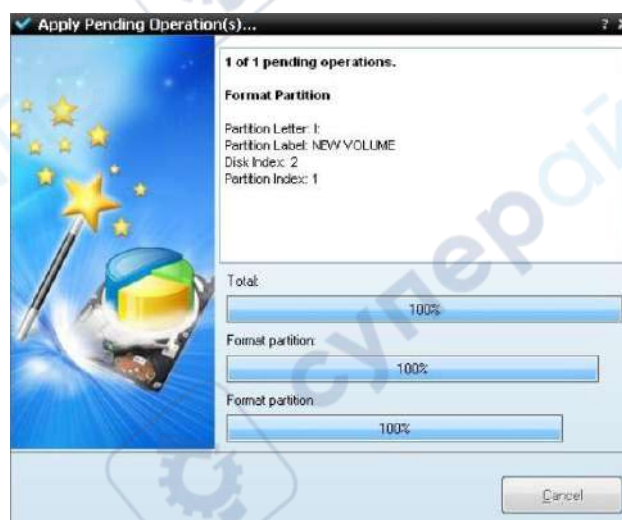 Apply Pending Operation(s)...
?
1 of 1 pending operations.
Format Partition
Partition Letter: I:
Partition Label: NEW VOLUME
Disk Index: 2
Partition Index: 1
Total:
100%
Format partition:
100%
Format partition
100%
Cancel
супер